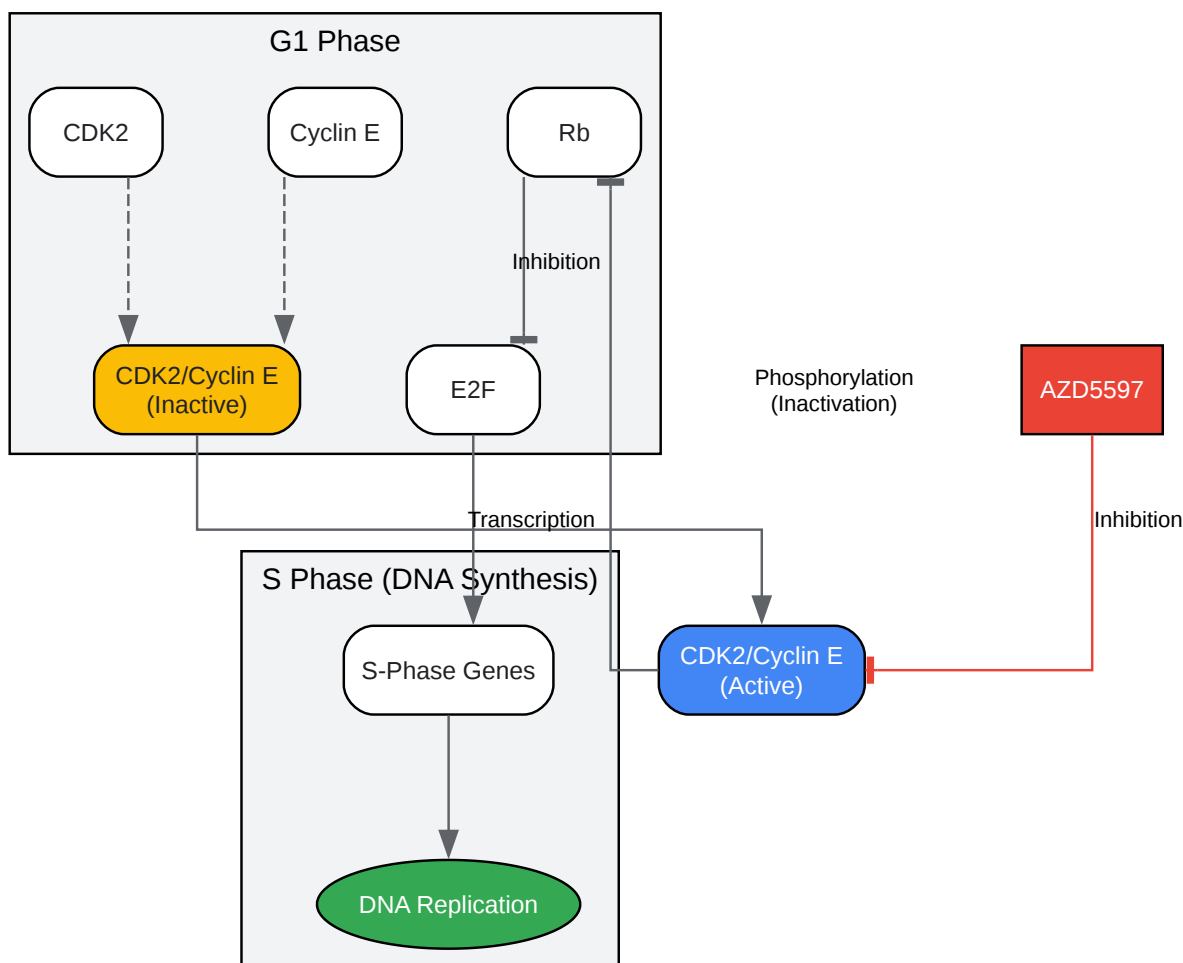 G1 Phase
CDK2
Cyclin E
Rb
Inhibition
CDK2/Cyclin E
(Inactive)
E2F
Phosphorylation
(Inactivation)
AZD5597
Transcription
Inhibition
S Phase (DNA Synthesis)
S-Phase Genes
CDK2/Cyclin E
(Active)
DNA Replication